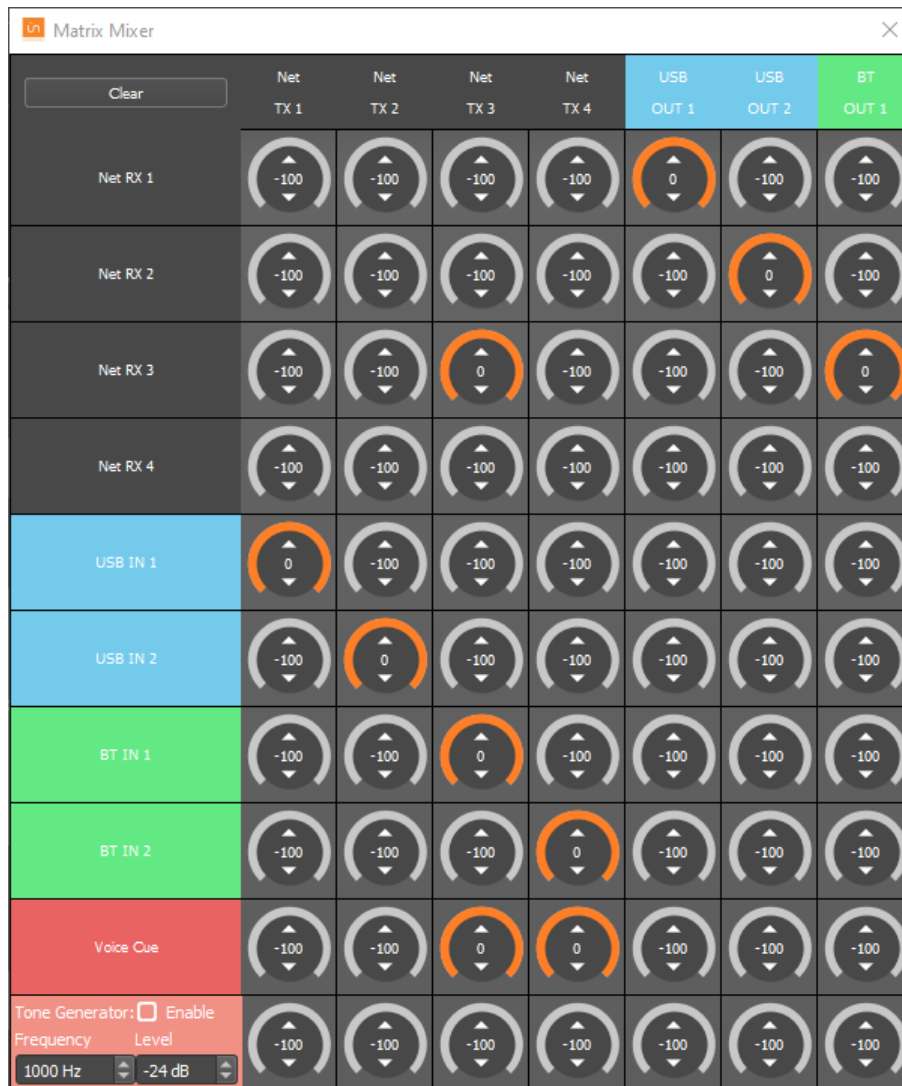 ún Matrix Mixer
Clear
Net Net Net Net USB USB BT
TX 1 TX 2 TX 3 TX 4 OUT 1 OUT 2 OUT 1
Net RX 1 -100 -100 -100 -100 0 -100 -100
Net RX 2 -100 -100 -100 -100 -100 0 -100
Net RX 3 -100 -100 0 -100 -100 -100 0
Net RX 4 -100 -100 -100 -100 -100 -100 -100
USB IN 1 0 -100 -100 -100 -100 -100 -100
USB IN 2 -100 0 -100 -100 -100 -100 -100
BT IN 1 -100 -100 0 -100 -100 -100 -100
BT IN 2 -100 -100 -100 0 -100 -100 -100
Voice Cue -100 -100 0 0 -100 -100 -100
Tone Generator: Enable
Frequency Level
1000 Hz -24 dB -100 -100 -100 -100 -100 -100 -100